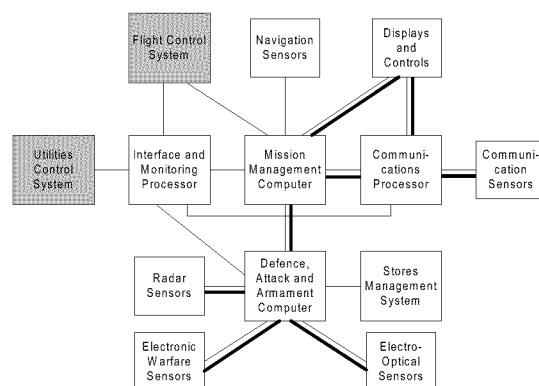 Flight Control
System
Navigation
Sensors
Displays
and
Controls
Utilities
Control
System
Interface and
Monitoring
Processor
Mission
Management
Computer
Communi-
cations
Processor
Communi-
cation
Sensors
Radar
Sensors
Defence,
Attack and
Armament
Computer
Stores
Management
System
Electronic
Warfare
Sensors
Electro-
Optical
Sensors